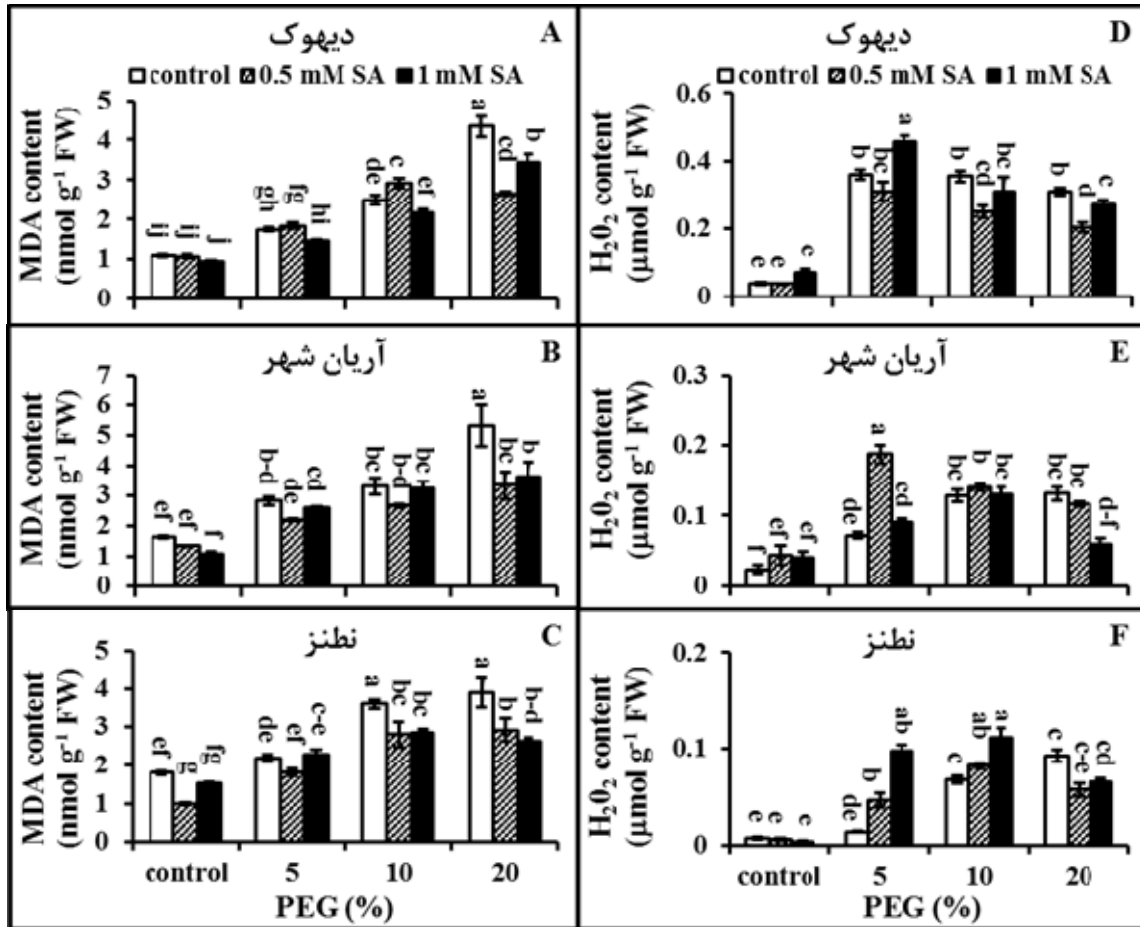 دیهوک A
control 0.5 mM SA 1 mM SA
MDA content
(nmol g⁻¹ FW)
5
4
3
2
1
0
ij ij j gh fg hi de c ef a cd b
دیهوک D
control 0.5 mM SA 1 mM SA
H₂O₂ content
(µmol g⁻¹ FW)
0.6
0.4
0.2
0
e e e b bc a b cd bc b d c
آریان شهر B
MDA content
(nmol g⁻¹ FW)
7
6
5
4
3
2
1
0
ef ef f b-d de cd bc b-d bc a bc b
آریان شهر E
H₂O₂ content
(µmol g⁻¹ FW)
0.3
0.2
0.1
0
f ef ef de a cd bc b bc bc bc d-f
نطنز C
MDA content
(nmol g⁻¹ FW)
5
4
3
2
1
0
ef g fg de ef c-e a bc bc a b b-d
control 5 10 20
PEG (%)
نطنز F
H₂O₂ content
(µmol g⁻¹ FW)
0.2
0.1
0
e e e de b ab c ab a c c-e cd
control 5 10 20
PEG (%)